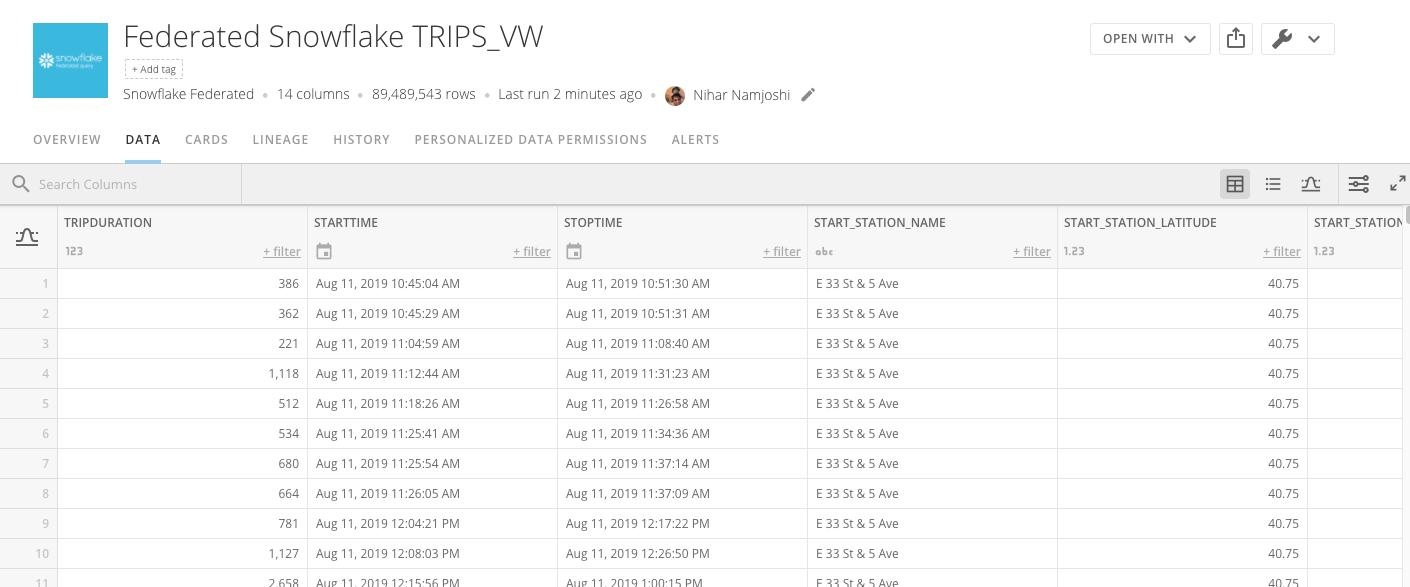 snowflake
federated query
Federated Snowflake TRIPS_VW
+ Add tag
Snowflake Federated • 14 columns • 89,489,543 rows • Last run 2 minutes ago • Nihar Namjoshi
OPEN WITH
OVERVIEW DATA CARDS LINEAGE HISTORY PERSONALIZED DATA PERMISSIONS ALERTS
Search Columns
TRIPDURATION STARTTIME STOPTIME START_STATION_NAME START_STATION_LATITUDE START_STATION
123 + filter + filter + filter abc + filter 1.23 + filter 1.23
1 386 Aug 11, 2019 10:45:04 AM Aug 11, 2019 10:51:30 AM E 33 St & 5 Ave 40.75
2 362 Aug 11, 2019 10:45:29 AM Aug 11, 2019 10:51:31 AM E 33 St & 5 Ave 40.75
3 221 Aug 11, 2019 11:04:59 AM Aug 11, 2019 11:08:40 AM E 33 St & 5 Ave 40.75
4 1,118 Aug 11, 2019 11:12:44 AM Aug 11, 2019 11:31:23 AM E 33 St & 5 Ave 40.75
5 512 Aug 11, 2019 11:18:26 AM Aug 11, 2019 11:26:58 AM E 33 St & 5 Ave 40.75
6 534 Aug 11, 2019 11:25:41 AM Aug 11, 2019 11:34:36 AM E 33 St & 5 Ave 40.75
7 680 Aug 11, 2019 11:25:54 AM Aug 11, 2019 11:37:14 AM E 33 St & 5 Ave 40.75
8 664 Aug 11, 2019 11:26:05 AM Aug 11, 2019 11:37:09 AM E 33 St & 5 Ave 40.75
9 781 Aug 11, 2019 12:04:21 PM Aug 11, 2019 12:17:22 PM E 33 St & 5 Ave 40.75
10 1,127 Aug 11, 2019 12:08:03 PM Aug 11, 2019 12:26:50 PM E 33 St & 5 Ave 40.75
11 2,658 Aug 11, 2019 12:15:56 PM Aug 11, 2019 1:00:15 PM E 33 St & 5 Ave 40.75